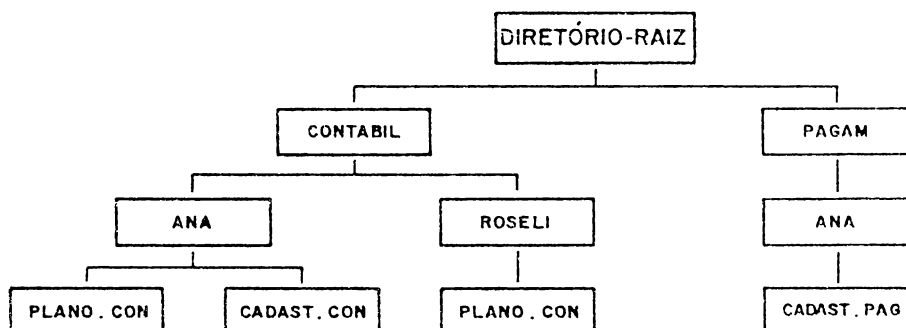 DIRETÓRIO-RAIZ
CONTABIL
PAGAM
ANA
ROSELI
ANA
PLANO.CON
CADAST.CON
PLANO.CON
CADAST.PAG